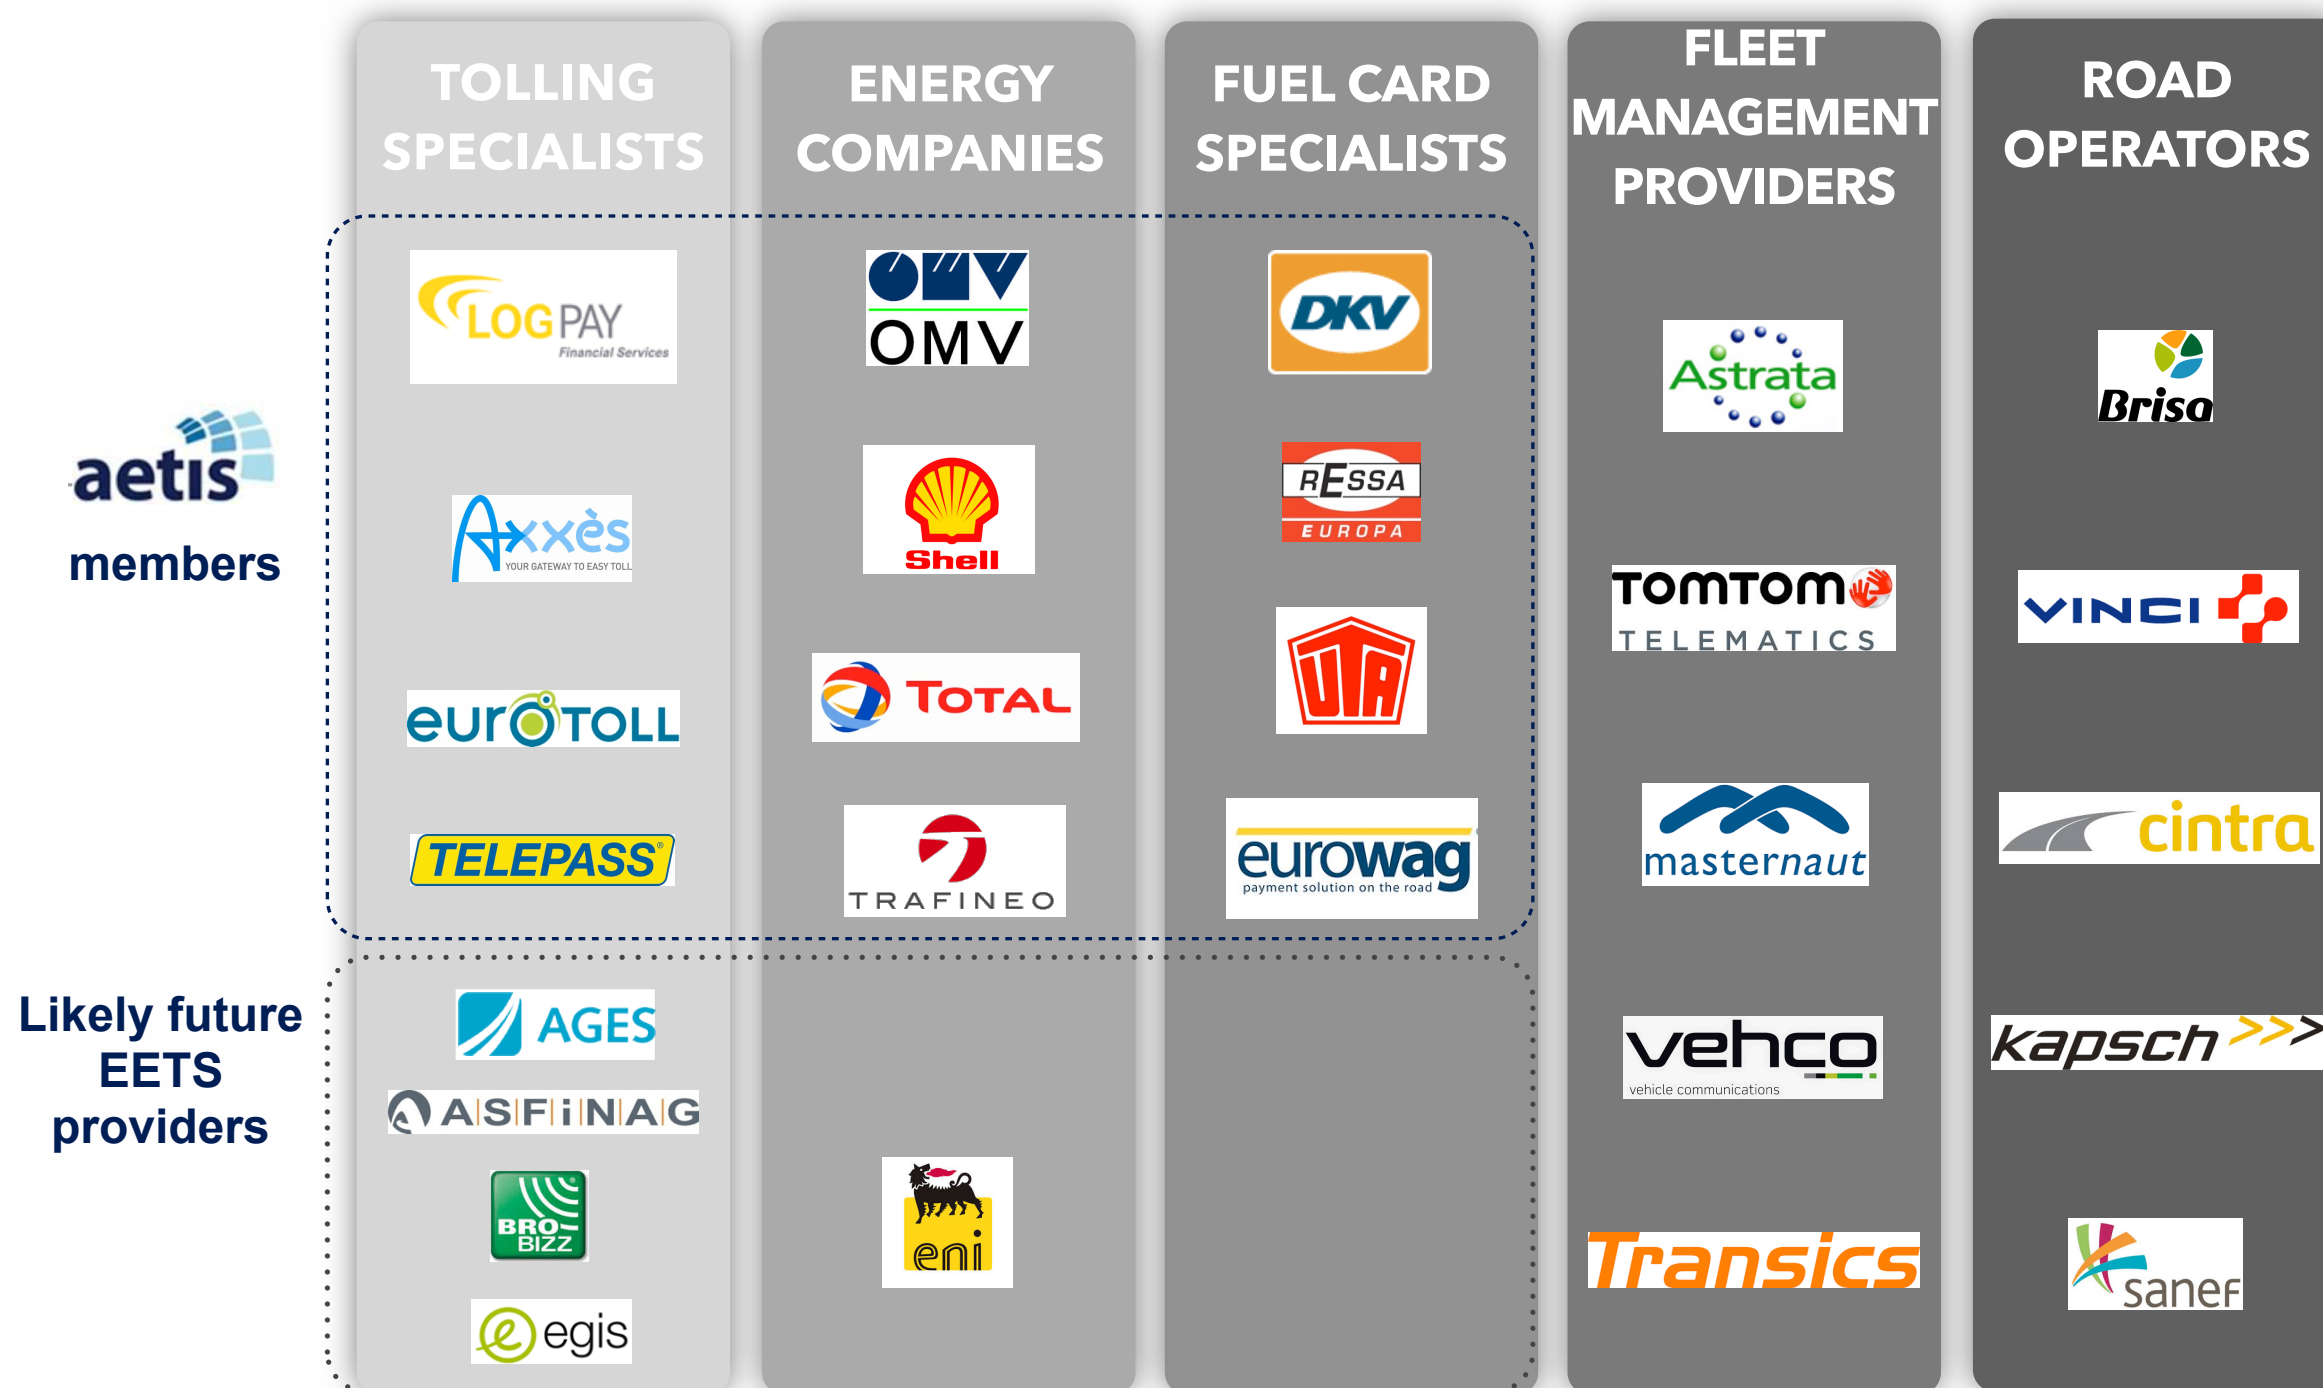 TOLLING
SPECIALISTS
ENERGY
COMPANIES
FUEL CARD
SPECIALISTS
FLEET
MANAGEMENT
PROVIDERS
ROAD
OPERATORS
aetis
members
LOGPAY
Financial Services
Axxès
YOUR GATEWAY TO EASY TOLL
eurOTOLL
TELEPASS®
OMV
OMV
Shell
TOTAL
TRAFINEO
DKV
RESSA
EUROPA
UTA
eurowag
payment solution on the road
Likely future
EETS
providers
AGES
ASFiNAG
BRO-
BIZZ
egis
eni
Astrata
TOMTOM
TELEMATICS
masternaut
vehco
vehicle communications
Transics
Brisa
VINCI
cintra
kapsch >>>
sanef